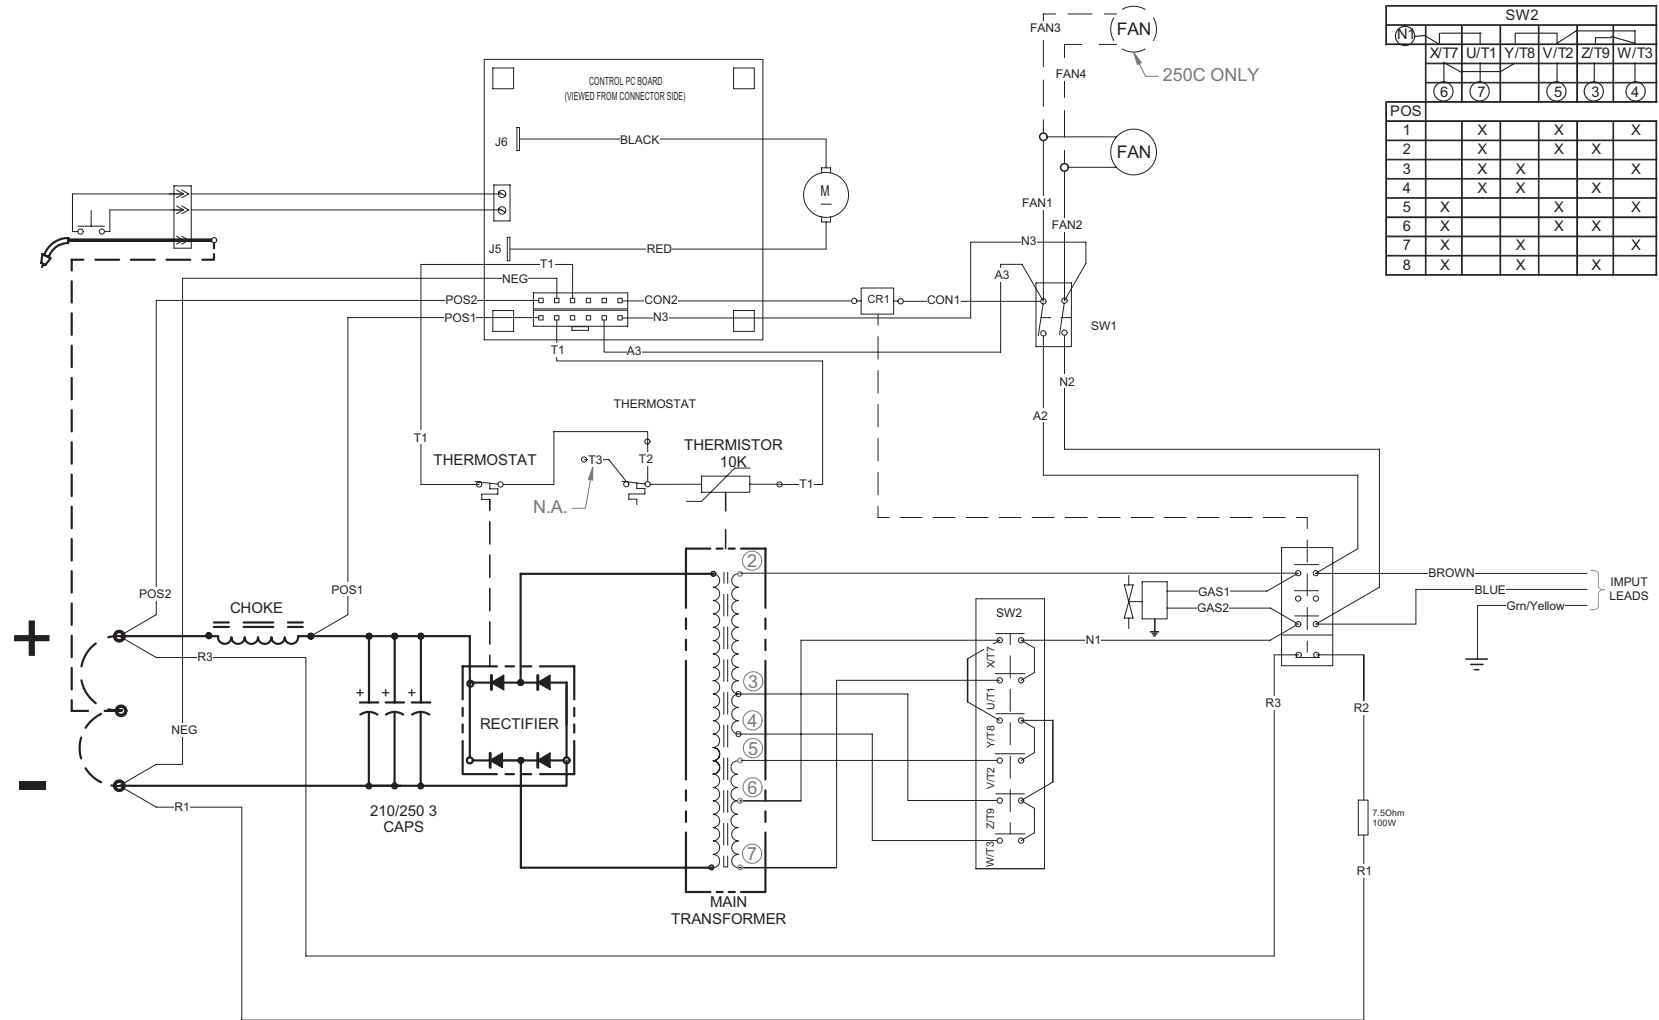 FAN3
FAN
FAN4
250C ONLY
FAN
FAN1
FAN2
SW2
N1
X/T7 U/T1 Y/T8 V/T2 Z/T9 W/T3
6 7 5 3 4
POS
1 X X X
2 X X X
3 X X X
4 X X X
5 X X X
6 X X X
7 X X X
8 X X X
CONTROL PC BOARD
(VIEWED FROM CONNECTOR SIDE)
J6
BLACK
M
J5
RED
T1
NEG
POS2
CON2
CR1
CON1
POS1
N3
N3
A3
SW1
T1
A3
N2
A2
THERMOSTAT
T1
THERMOSTAT
T3
T2
THERMISTOR
10K
T1
N.A.
POS2
POS1
CHOKE
+
R3
+ + +
RECTIFIER
NEG
-
R1
210/250 3
CAPS
2
3
4
5
6
7
MAIN
TRANSFORMER
SW2
X/T7
U/T1
Y/T8
V/T2
Z/T9
W/T3
N1
GAS1
GAS2
BROWN
BLUE
Grn/Yellow
IMPUT
LEADS
R3
R2
7.5Ohm
100W
R1